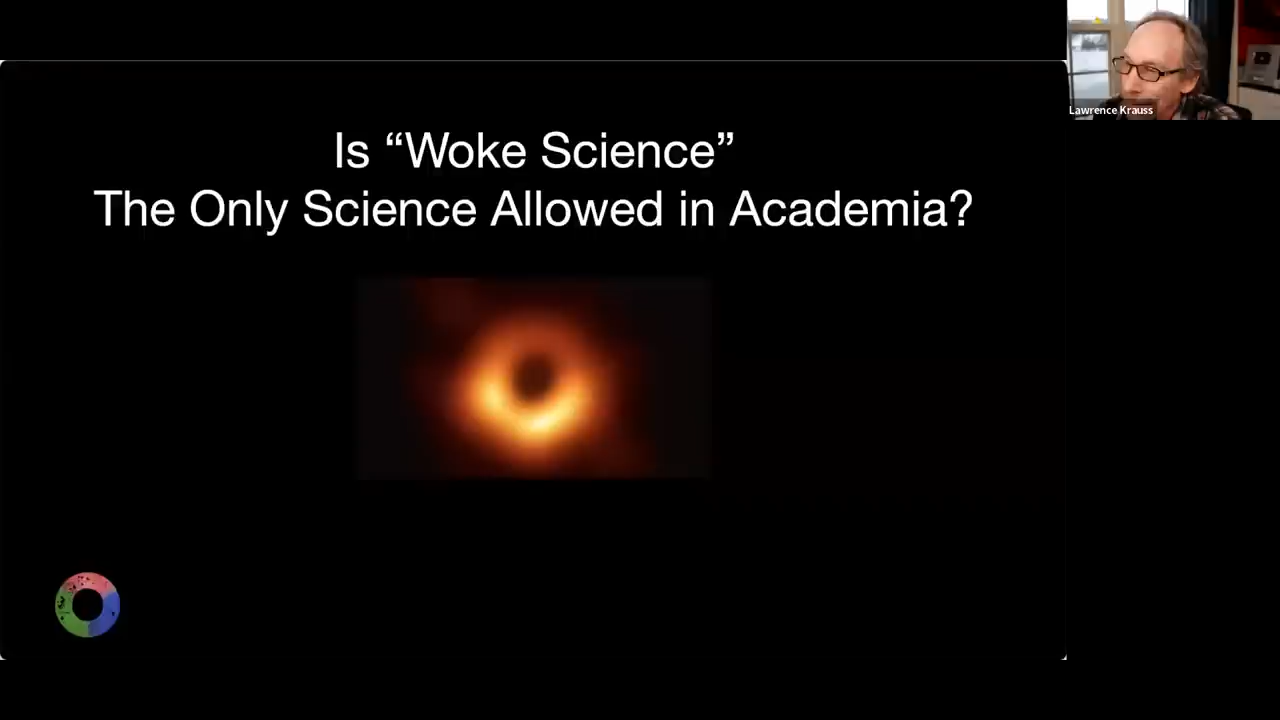 Is “Woke Science”
The Only Science Allowed in Academia?
Lawrence Krauss